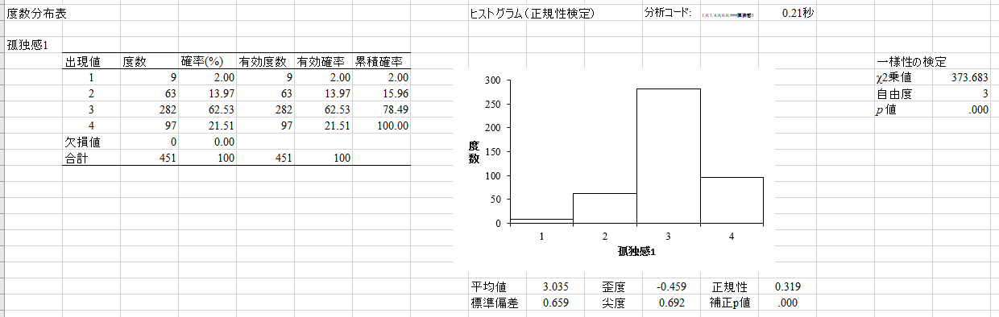 度数分布表 ヒストグラム(正規性検定) 分析コード: 0.21秒
孤独感1
出現値 度数 確率(%) 有効度数 有効確率 累積確率
1 9 2.00 9 2.00 2.00
2 63 13.97 63 13.97 15.96
3 282 62.53 282 62.53 78.49
4 97 21.51 97 21.51 100.00
欠損値 0 0.00
合計 451 100 451 100
300
250
200
150
100
50
0
度数
1 2 3 4
孤独感1
平均値 3.035 歪度 -0.459 正規性 0.319
標準偏差 0.659 尖度 0.692 補正p値 .000
一様性の検定
χ2乗値 373.683
自由度 3
p 値 .000